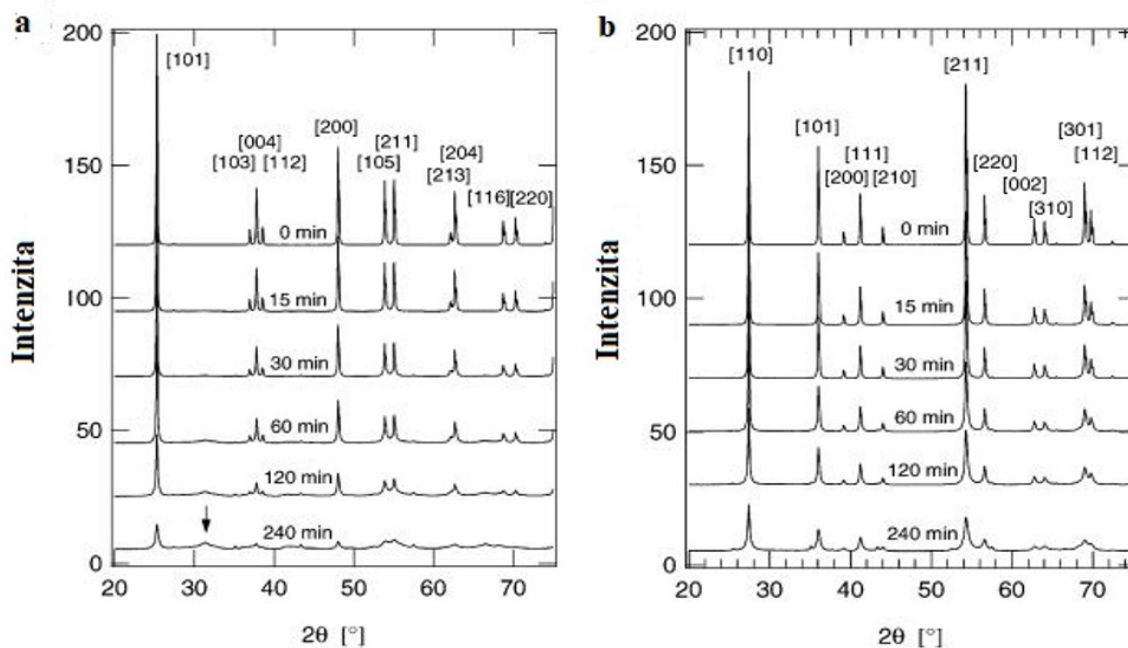 a
200
150
100
50
0
Intenzita
[101]
[004]
[103] [112]
[200]
[211]
[105]
[204]
[213]
[116] [220]
0 min
15 min
30 min
60 min
120 min
240 min
20 30 40 50 60 70
2θ [°]
b
200
150
100
50
0
Intenzita
[110]
[101]
[111]
[200] [210]
[211]
[220]
[002]
[310]
[301]
[112]
0 min
15 min
30 min
60 min
120 min
240 min
20 30 40 50 60 70
2θ [°]